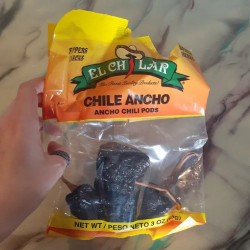 EL CHILAR
CHILE ANCHO
ANCHO CHILI PODS
NET WT / PESO NETO 3 OZ